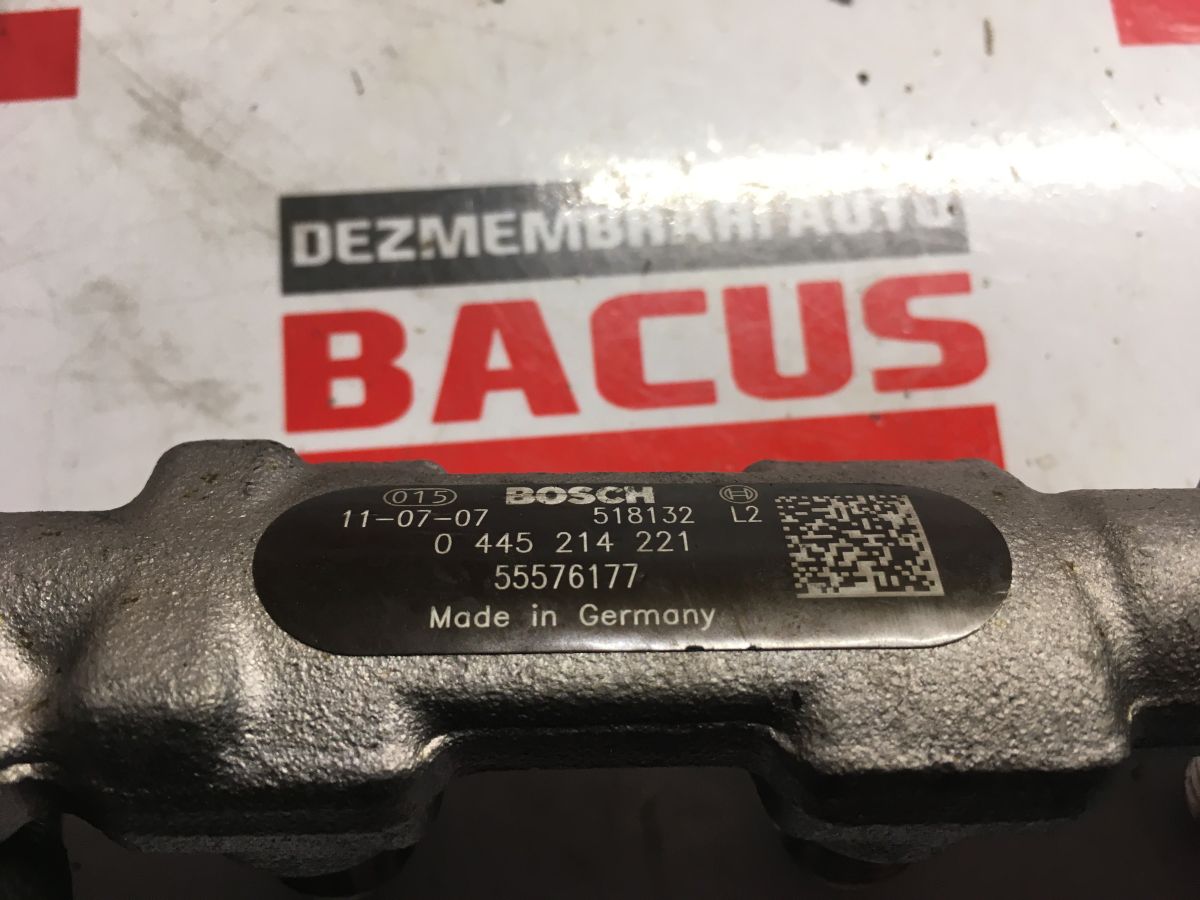 DEZMEMBRARI AUTO
BACUS
015 BOSCH
11-07-07 518132 L2
0 445 214 221
55576177
Made in Germany